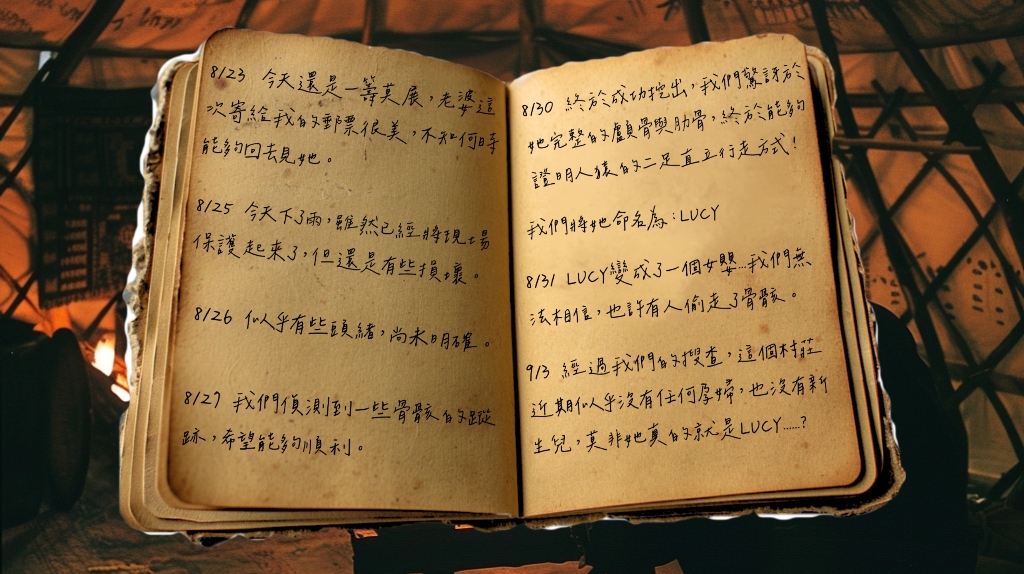 8/23 今天還是一籌莫展，老婆這
次寄給我的郵票很美，不知何時
能夠回去見她。
8/25 今天下了雨，雖然已經將現場
保護起來了，但還是有些損壞。
8/26 似乎有些頭緒，尚未明確。
8/27 我們偵測到一些骨骸的蹤
跡，希望能夠順利。
8/30 終於成功挖出，我們驚訝於
她完整的顱骨與肋骨，終於能夠
證明人猿的二足直立行走方式！
我們將她命名為：LUCY
8/31 LUCY變成了一個女嬰…我們無
法相信，也許有人偷走了骨骸。
9/3 經過我們的搜查，這個村莊
近期似乎沒有任何孕婦，也沒有新
生兒，莫非她真的就是LUCY……?